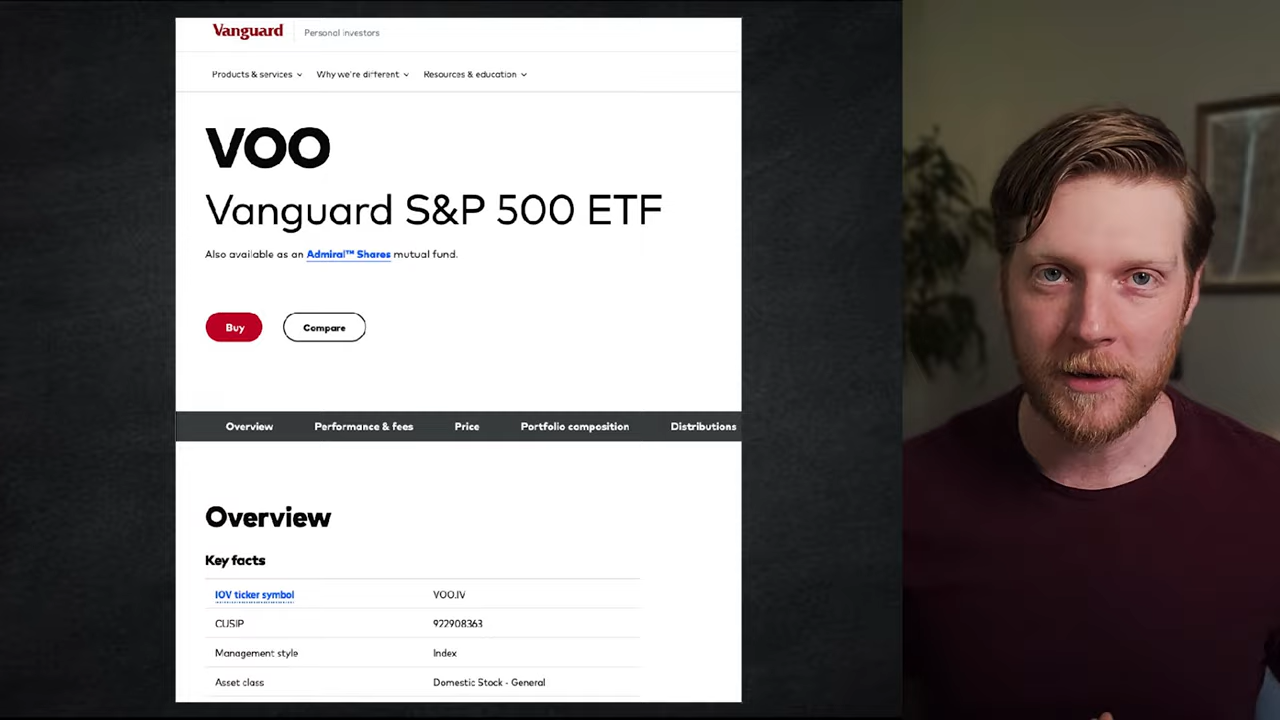 Vanguard Personal investors
Products & services Why we're different Resources & education
VOO
Vanguard S&P 500 ETF
Also available as an Admiral™ Shares mutual fund.
Buy Compare
Overview Performance & fees Price Portfolio composition Distributions
Overview
Key facts
IOV ticker symbol VOO.IV
CUSIP 922908363
Management style Index
Asset class Domestic Stock - General